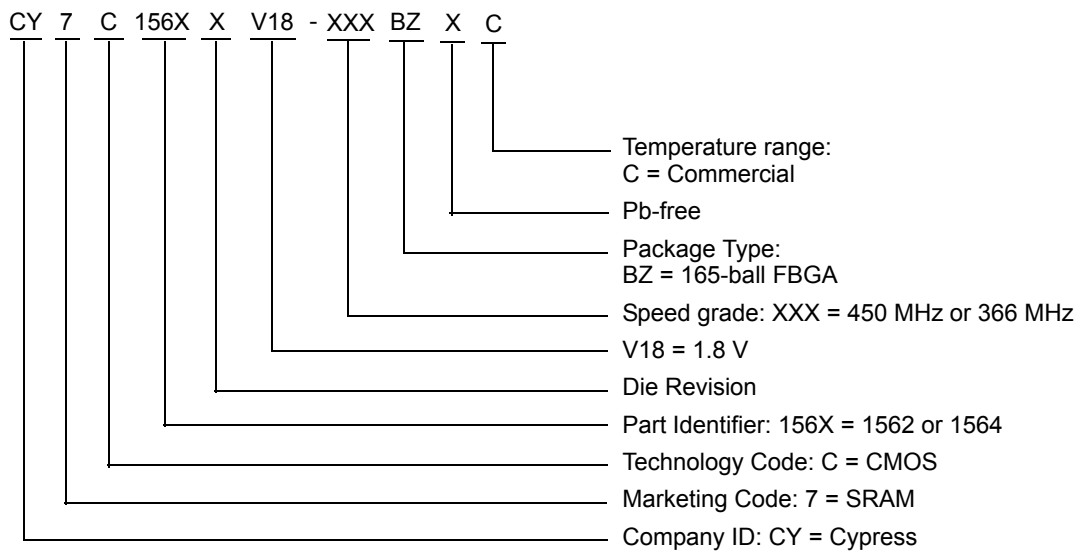 CY 7 C 156X X V18 - XXX BZ X C
Temperature range:
C = Commercial
Pb-free
Package Type:
BZ = 165-ball FBGA
Speed grade: XXX = 450 MHz or 366 MHz
V18 = 1.8 V
Die Revision
Part Identifier: 156X = 1562 or 1564
Technology Code: C = CMOS
Marketing Code: 7 = SRAM
Company ID: CY = Cypress